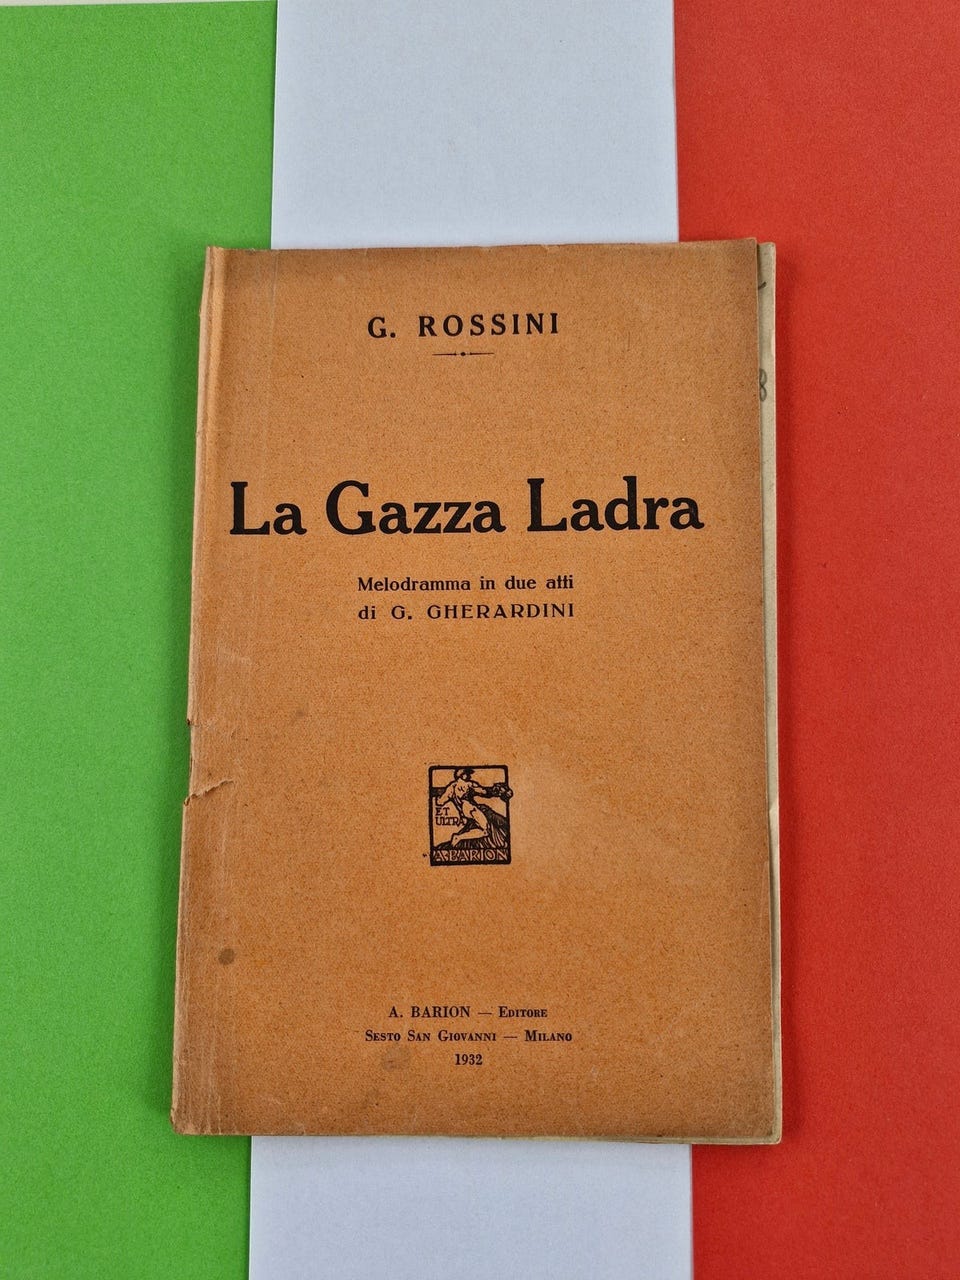 G. ROSSINI
La Gazza Ladra
Melodramma in due atti
di G. GHERARDINI
ET
ULTRA
A·BARION
A. BARION — EDITORE
SESTO SAN GIOVANNI — MILANO
1932
8